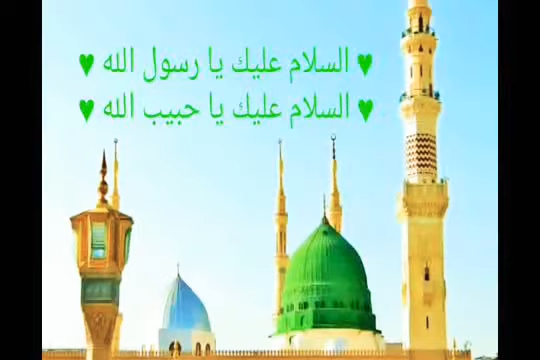 ♥ السلام عليك يا رسول الله ♥
♥ السلام عليك يا حبيب الله ♥